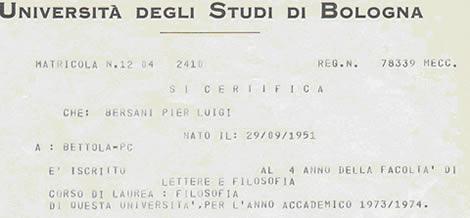 UNIVERSITÀ DEGLI STUDI DI BOLOGNA
MATRICOLA N.12 04 2410 REG.N. 78339 MECC.
SI CERTIFICA
CHE: BERSANI PIER LUIGI
NATO IL: 29/09/1951
A : BETTOLA-PC
E' ISCRITTO AL 4 ANNO DELLA FACOLTA' DI
LETTERE E FILOSOFIA
CORSO DI LAUREA : FILOSOFIA
DI QUESTA UNIVERSITA',PER L'ANNO ACCADEMICO 1973/1974.